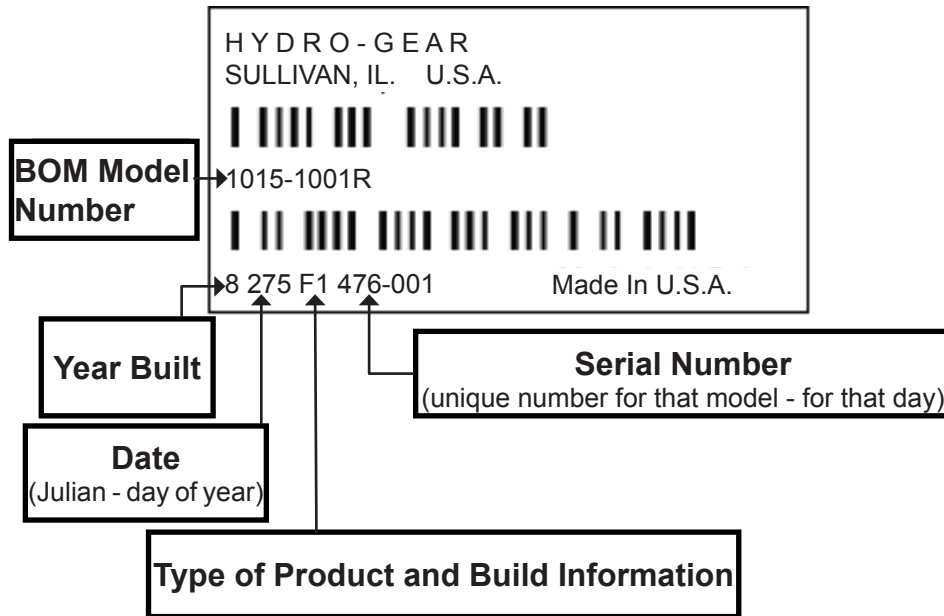 HYDRO-GEAR
SULLIVAN, IL. U.S.A.
BOM Model
Number
1015-1001R
8 275 F1 476-001
Made In U.S.A.
Year Built
Serial Number
(unique number for that model - for that day)
Date
(Julian - day of year)
Type of Product and Build Information